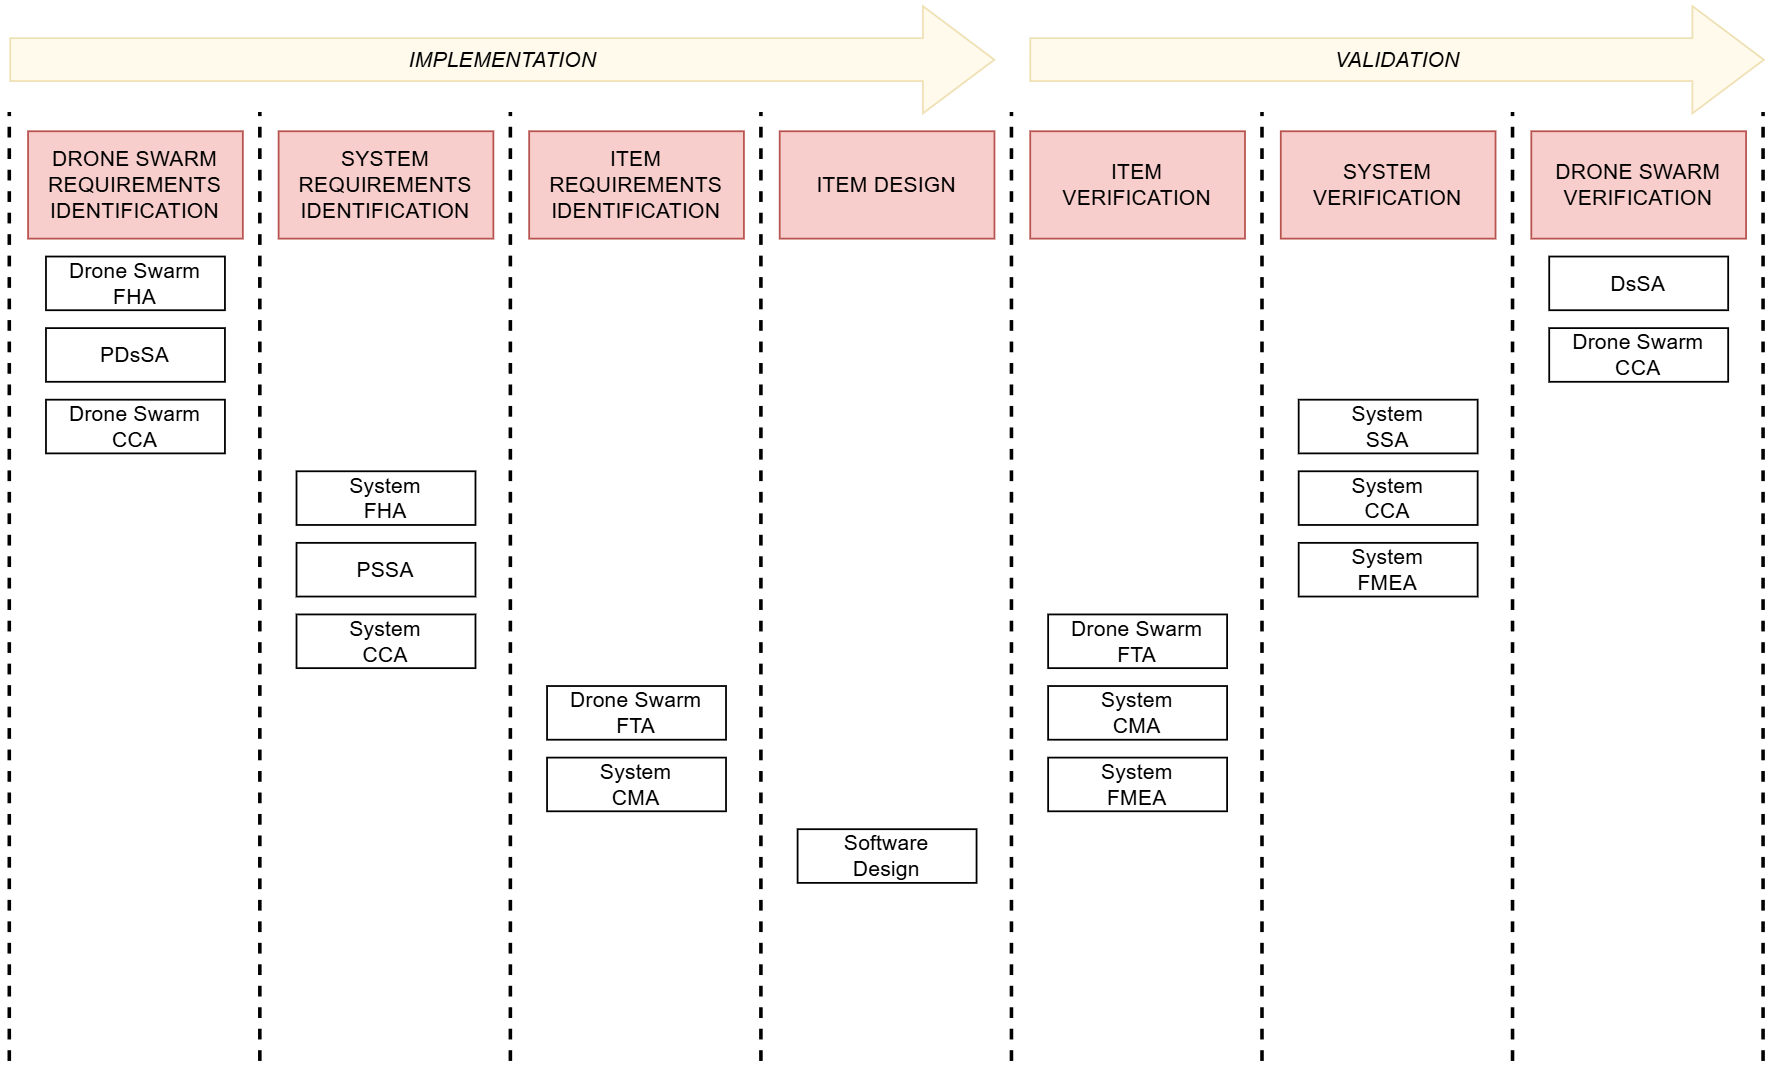 IMPLEMENTATION
VALIDATION
DRONE SWARM
REQUIREMENTS
IDENTIFICATION
SYSTEM
REQUIREMENTS
IDENTIFICATION
ITEM
REQUIREMENTS
IDENTIFICATION
ITEM DESIGN
ITEM
VERIFICATION
SYSTEM
VERIFICATION
DRONE SWARM
VERIFICATION
Drone Swarm
FHA
PDsSA
Drone Swarm
CCA
System
FHA
PSSA
System
CCA
Drone Swarm
FTA
System
CMA
Software
Design
Drone Swarm
FTA
System
CMA
System
FMEA
System
SSA
System
CCA
System
FMEA
DsSA
Drone Swarm
CCA